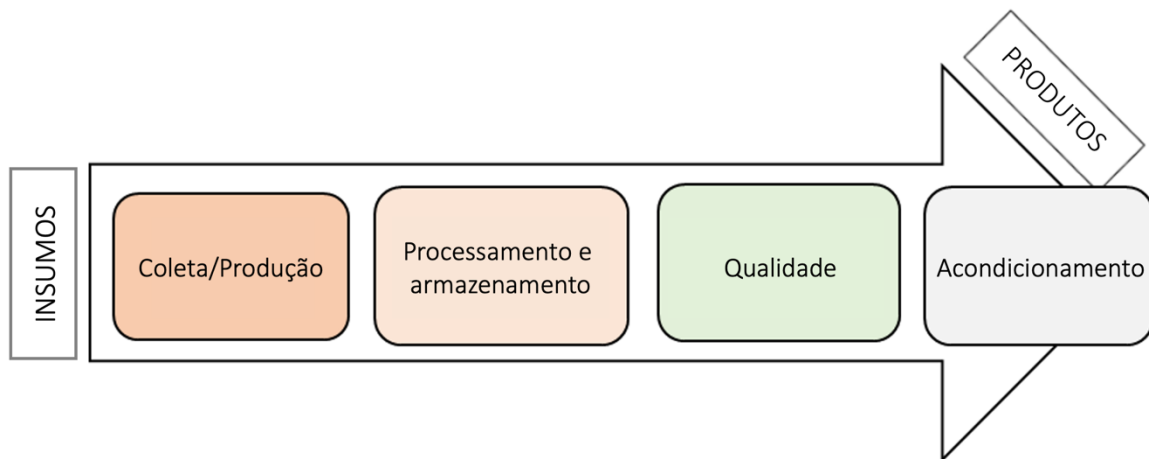 INSUMOS
Coleta/Produção
Processamento e
armazenamento
Qualidade
Acondicionamento
PRODUTOS